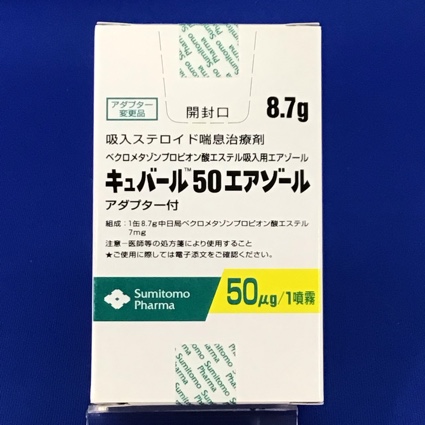 アダプター
変更品
開封口
8.7g
吸入ステロイド喘息治療剤
ベクロメタゾンプロピオン酸エステル吸入用エアゾール
キュバール™50エアゾール
アダプター付
組成：1缶8.7g中日局ベクロメタゾンプロピオン酸エステル
7mg
注意－医師等の処方箋により使用すること
★ご使用に際しては電子添文をご確認ください。
Sumitomo
Pharma
50μg/1噴霧
Sumitomo Pharma